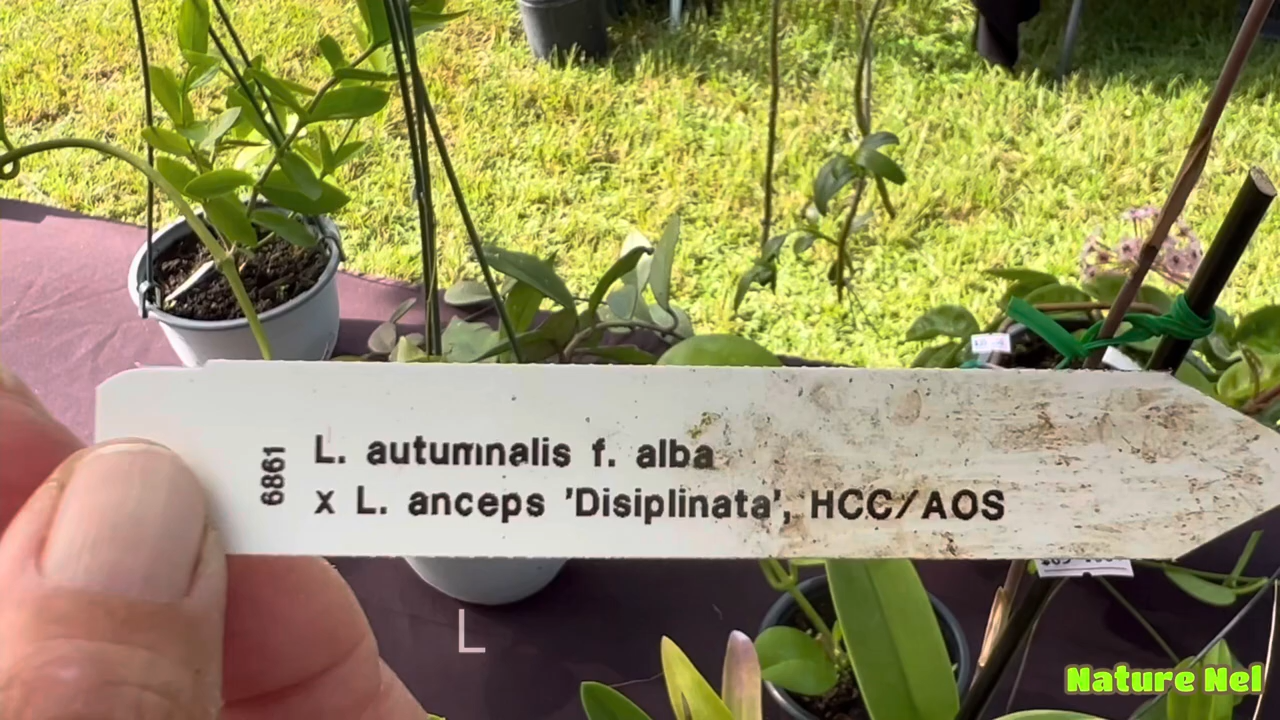 6861
L. autumnalis f. alba
x L. anceps 'Disiplinata', HCC/AOS
L
Nature Nel